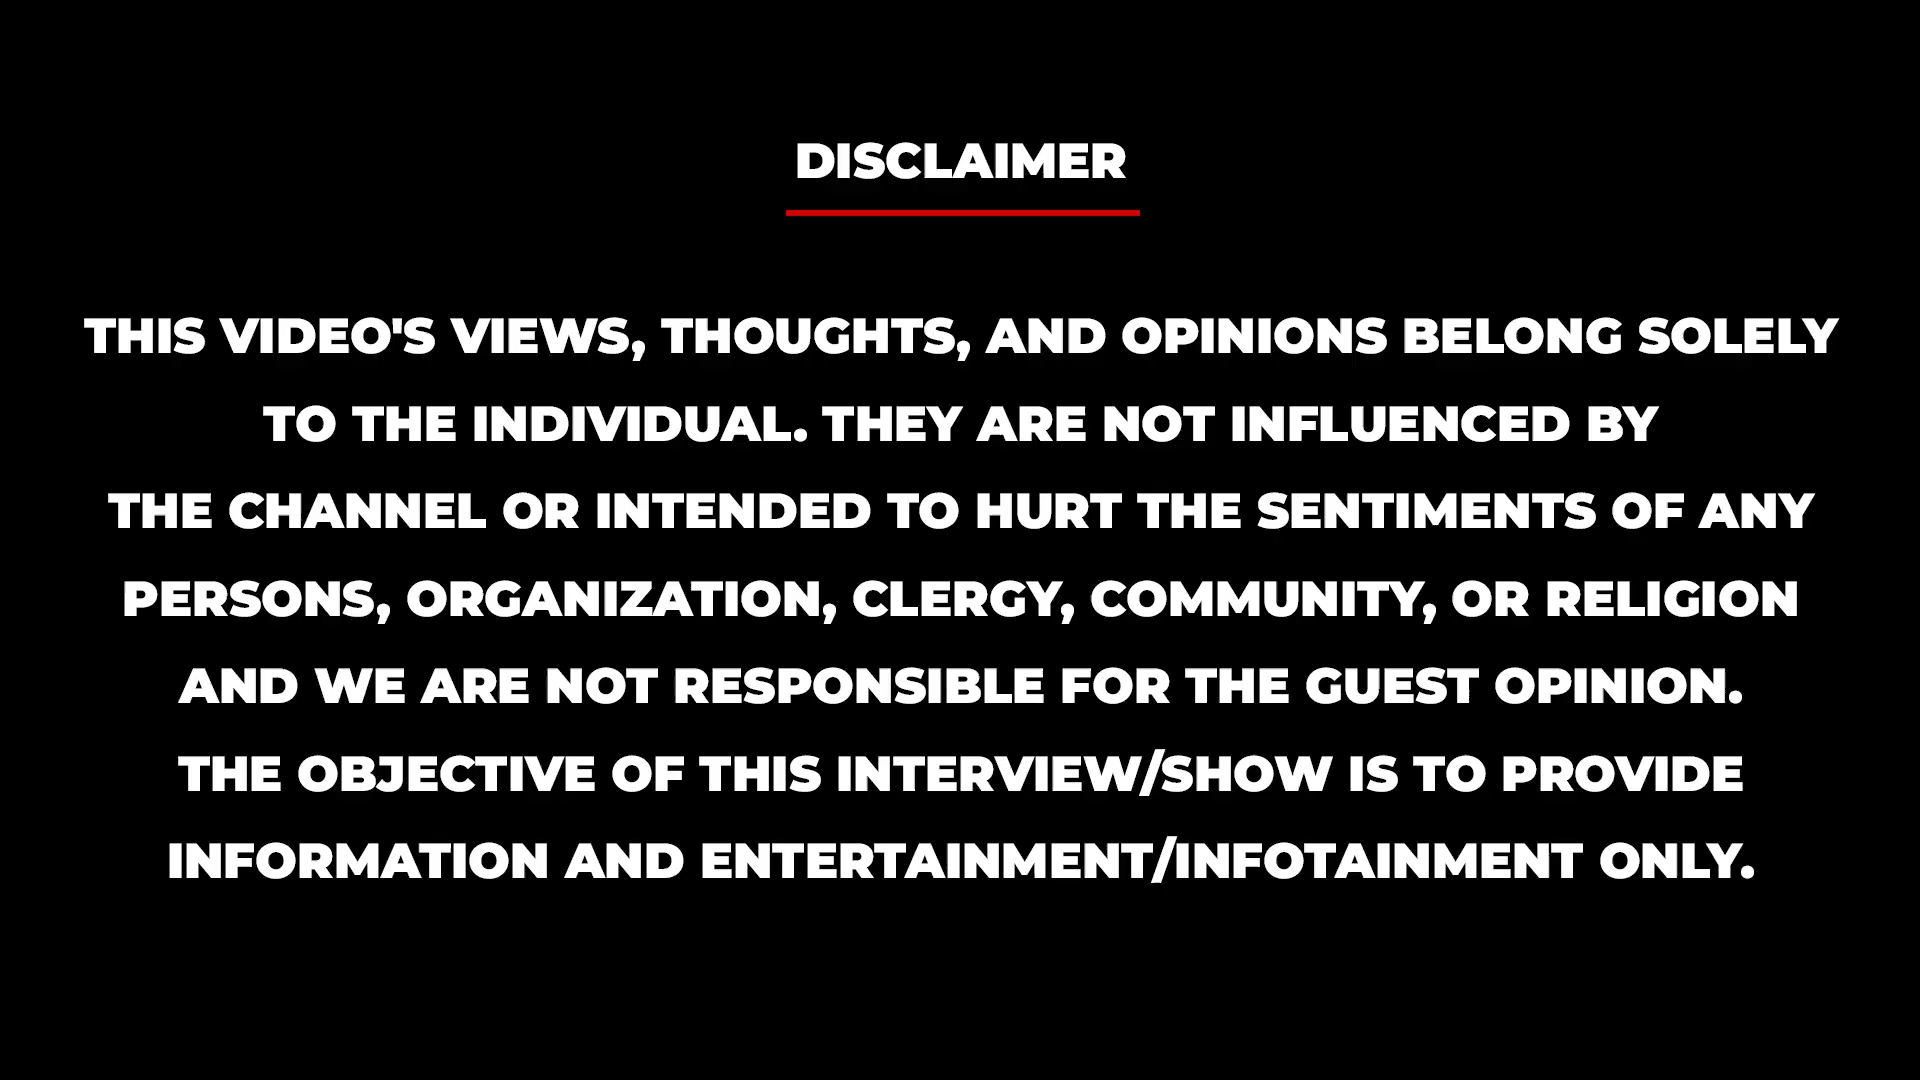 DISCLAIMER
THIS VIDEO'S VIEWS, THOUGHTS, AND OPINIONS BELONG SOLELY
TO THE INDIVIDUAL. THEY ARE NOT INFLUENCED BY
THE CHANNEL OR INTENDED TO HURT THE SENTIMENTS OF ANY
PERSONS, ORGANIZATION, CLERGY, COMMUNITY, OR RELIGION
AND WE ARE NOT RESPONSIBLE FOR THE GUEST OPINION.
THE OBJECTIVE OF THIS INTERVIEW/SHOW IS TO PROVIDE
INFORMATION AND ENTERTAINMENT/INFOTAINMENT ONLY.